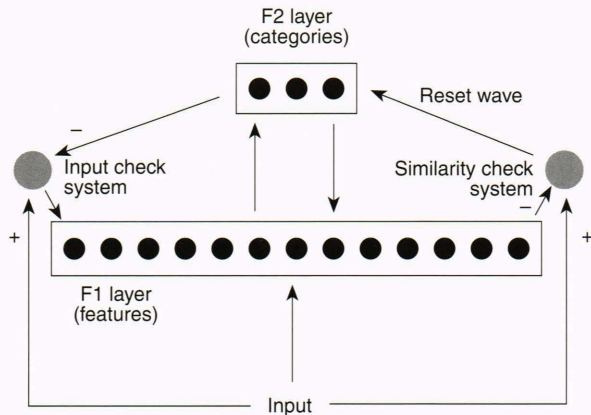 F2 layer
(categories)
Reset wave
–
Input check
system
Similarity check
system
–
+
+
F1 layer
(features)
Input